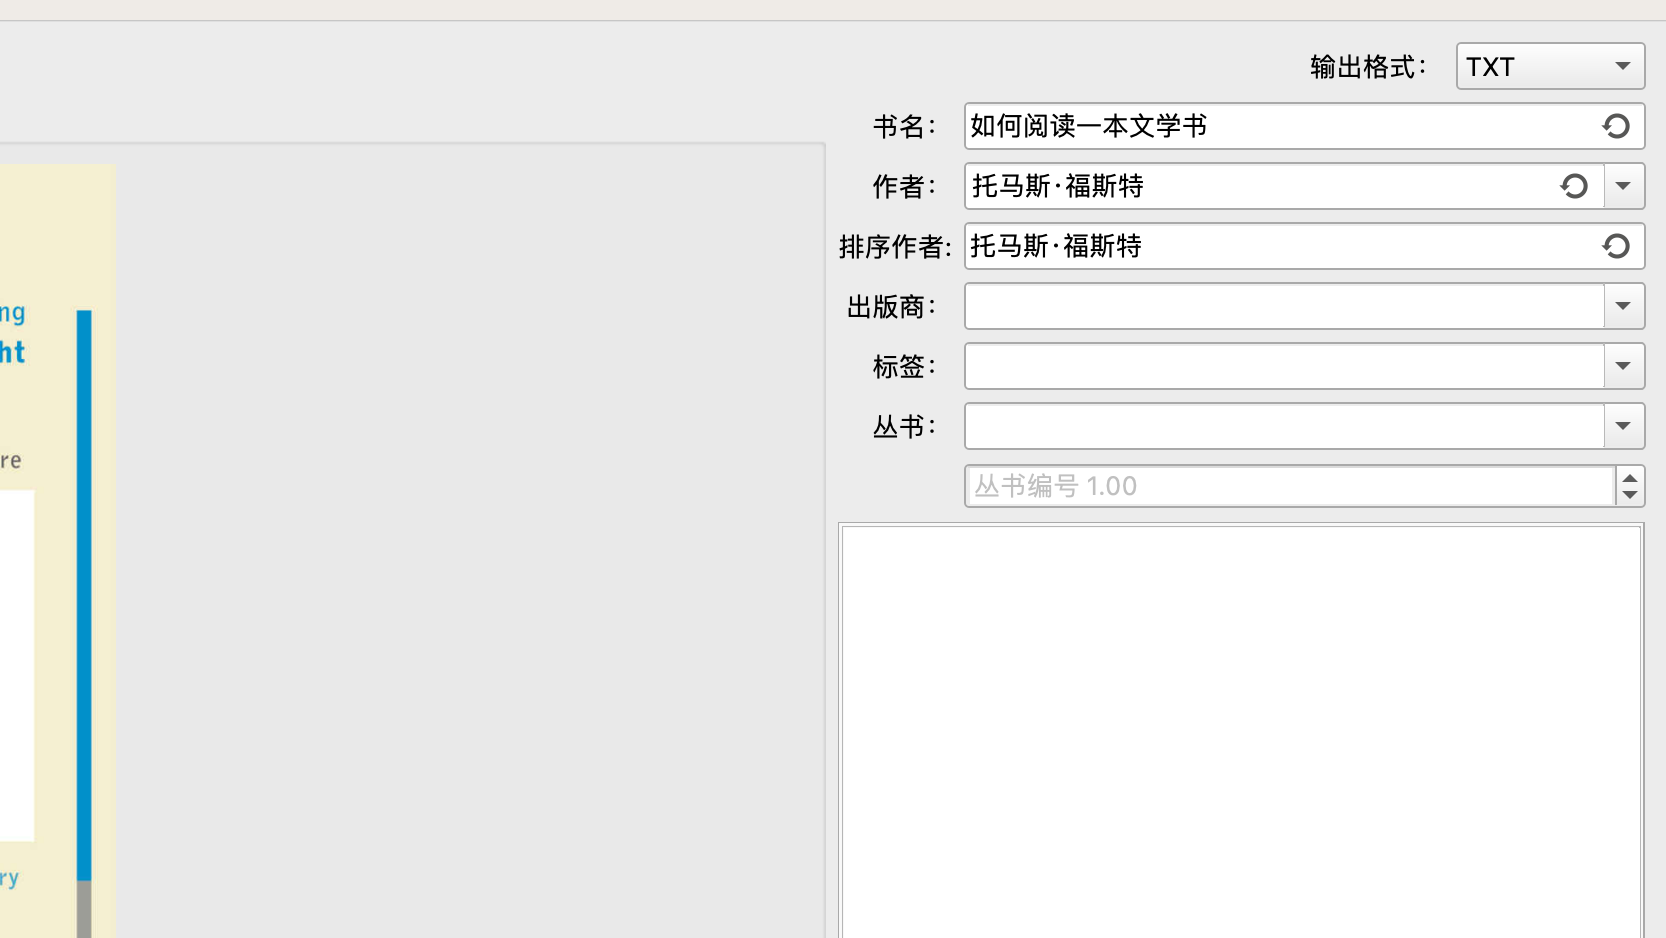 输出格式：
TXT
书名：
如何阅读一本文学书
作者：
托马斯·福斯特
排序作者:
托马斯·福斯特
出版商：
标签：
丛书：
丛书编号 1.00
ng
ht
re
ry